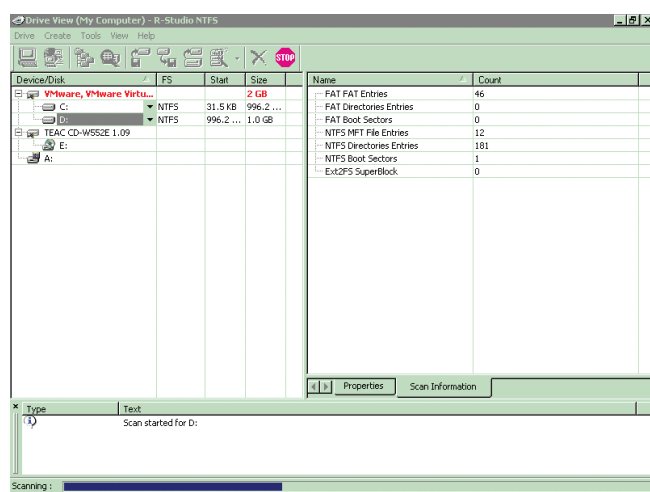 Drive View (My Computer) - R-Studio NTFS
Drive Create Tools View Help
STOP
Device/Disk FS Start Size
VMware, VMware Virtu... 2 GB
C: NTFS 31.5 KB 996.2 ...
D: NTFS 996.2 ... 1.0 GB
TEAC CD-W552E 1.09
E:
A:
Name Count
FAT FAT Entries 46
FAT Directories Entries 0
FAT Boot Sectors 0
NTFS MFT File Entries 12
NTFS Directories Entries 181
NTFS Boot Sectors 1
Ext2FS SuperBlock 0
Properties Scan Information
Type Text
Scan started for D:
Scanning :